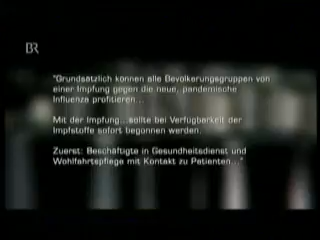 BR
"Grundsätzlich können alle Bevölkerungsgruppen von
einer Impfung gegen die neue, pandemische
Influenza profitieren...
Mit der Impfung...sollte bei Verfügbarkeit der
Impfstoffe sofort begonnen werden.
Zuerst: Beschäftigte in Gesundheitsdienst und
Wohlfahrtspflege mit Kontakt zu Patienten..."